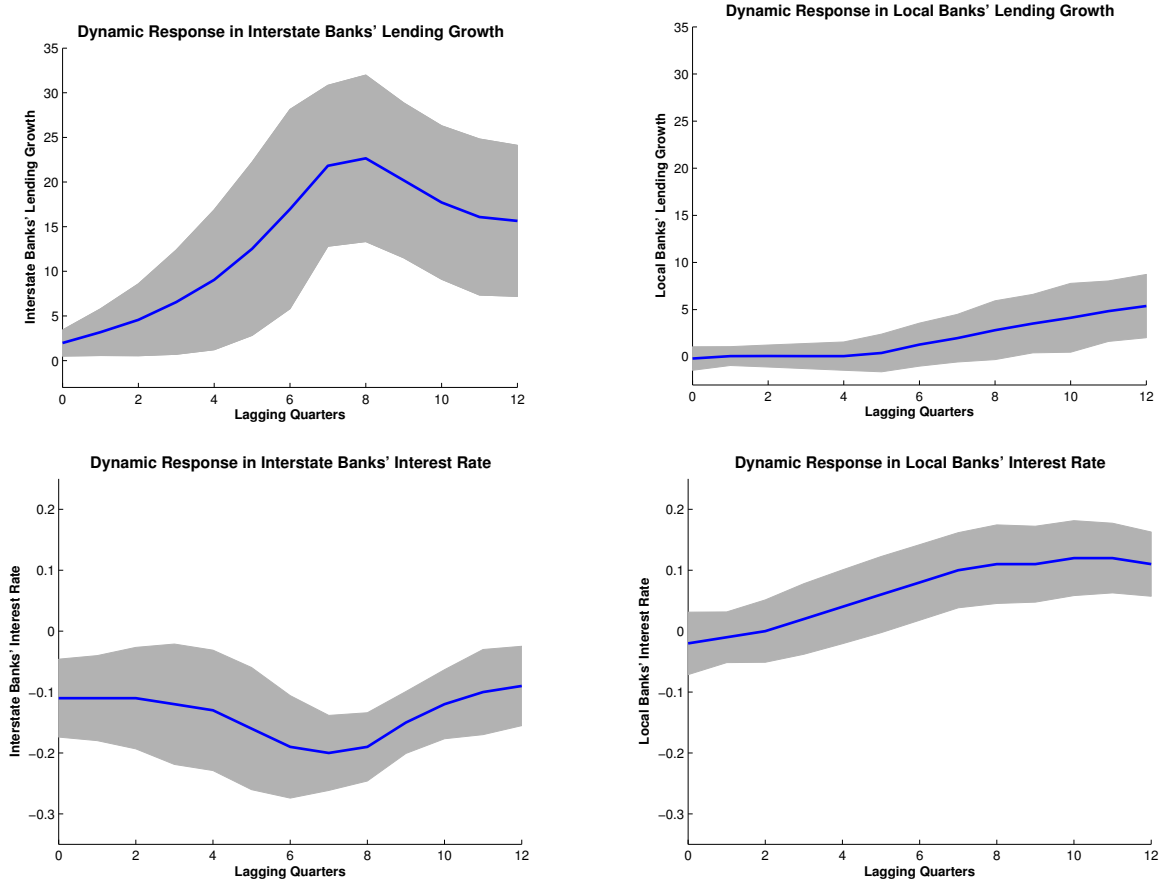 Dynamic Response in Interstate Banks' Lending Growth
35
30
25
20
15
10
5
0
Interstate Banks' Lending Growth
0 2 4 6 8 10 12
Lagging Quarters
Dynamic Response in Local Banks' Lending Growth
35
30
25
20
15
10
5
0
Local Banks' Lending Growth
0 2 4 6 8 10 12
Lagging Quarters
Dynamic Response in Interstate Banks' Interest Rate
0.2
0.1
0
−0.1
−0.2
−0.3
Interstate Banks' Interest Rate
0 2 4 6 8 10 12
Lagging Quarters
Dynamic Response in Local Banks' Interest Rate
0.2
0.1
0
−0.1
−0.2
−0.3
Local Banks' Interest Rate
0 2 4 6 8 10 12
Lagging Quarters